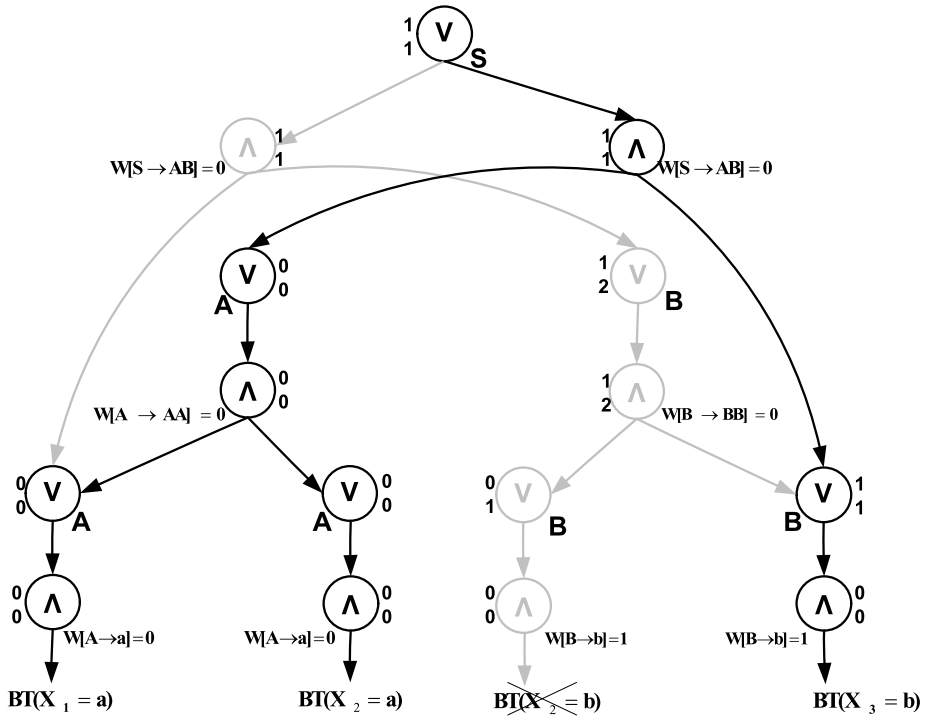 1 V
1 S
1 1
Λ Λ
1 1
W[S → AB] = 0 W[S → AB] = 0
V 0 1 V
A 0 2 B
Λ 0 1 Λ
0 2
W[A → AA] = 0 W[B → BB] = 0
0 V V 0 0 V V 1
0 A A 0 1 B B 1
0 Λ 0 Λ 0 Λ Λ 0
0 0 0 0
W[A→a]=0 W[A→a]=0 W[B→b]=1 W[B→b]=1
BT(X 1 = a) BT(X 2 = a) BT(X 2 = b) BT(X 3 = b)